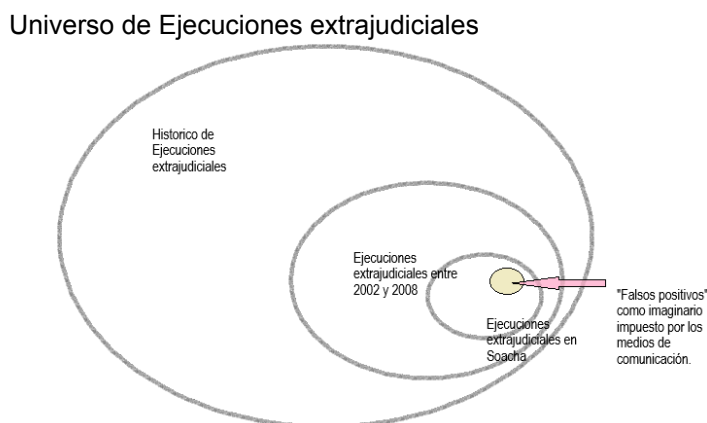 Universo de Ejecuciones extrajudiciales
Historico de
Ejecuciones
extrajudiciales
Ejecuciones
extrajudiciales entre
2002 y 2008
Ejecuciones
extrajudiciales en
Soacha
"Falsos positivos"
como imaginario
impuesto por los
medios de
comunicación.